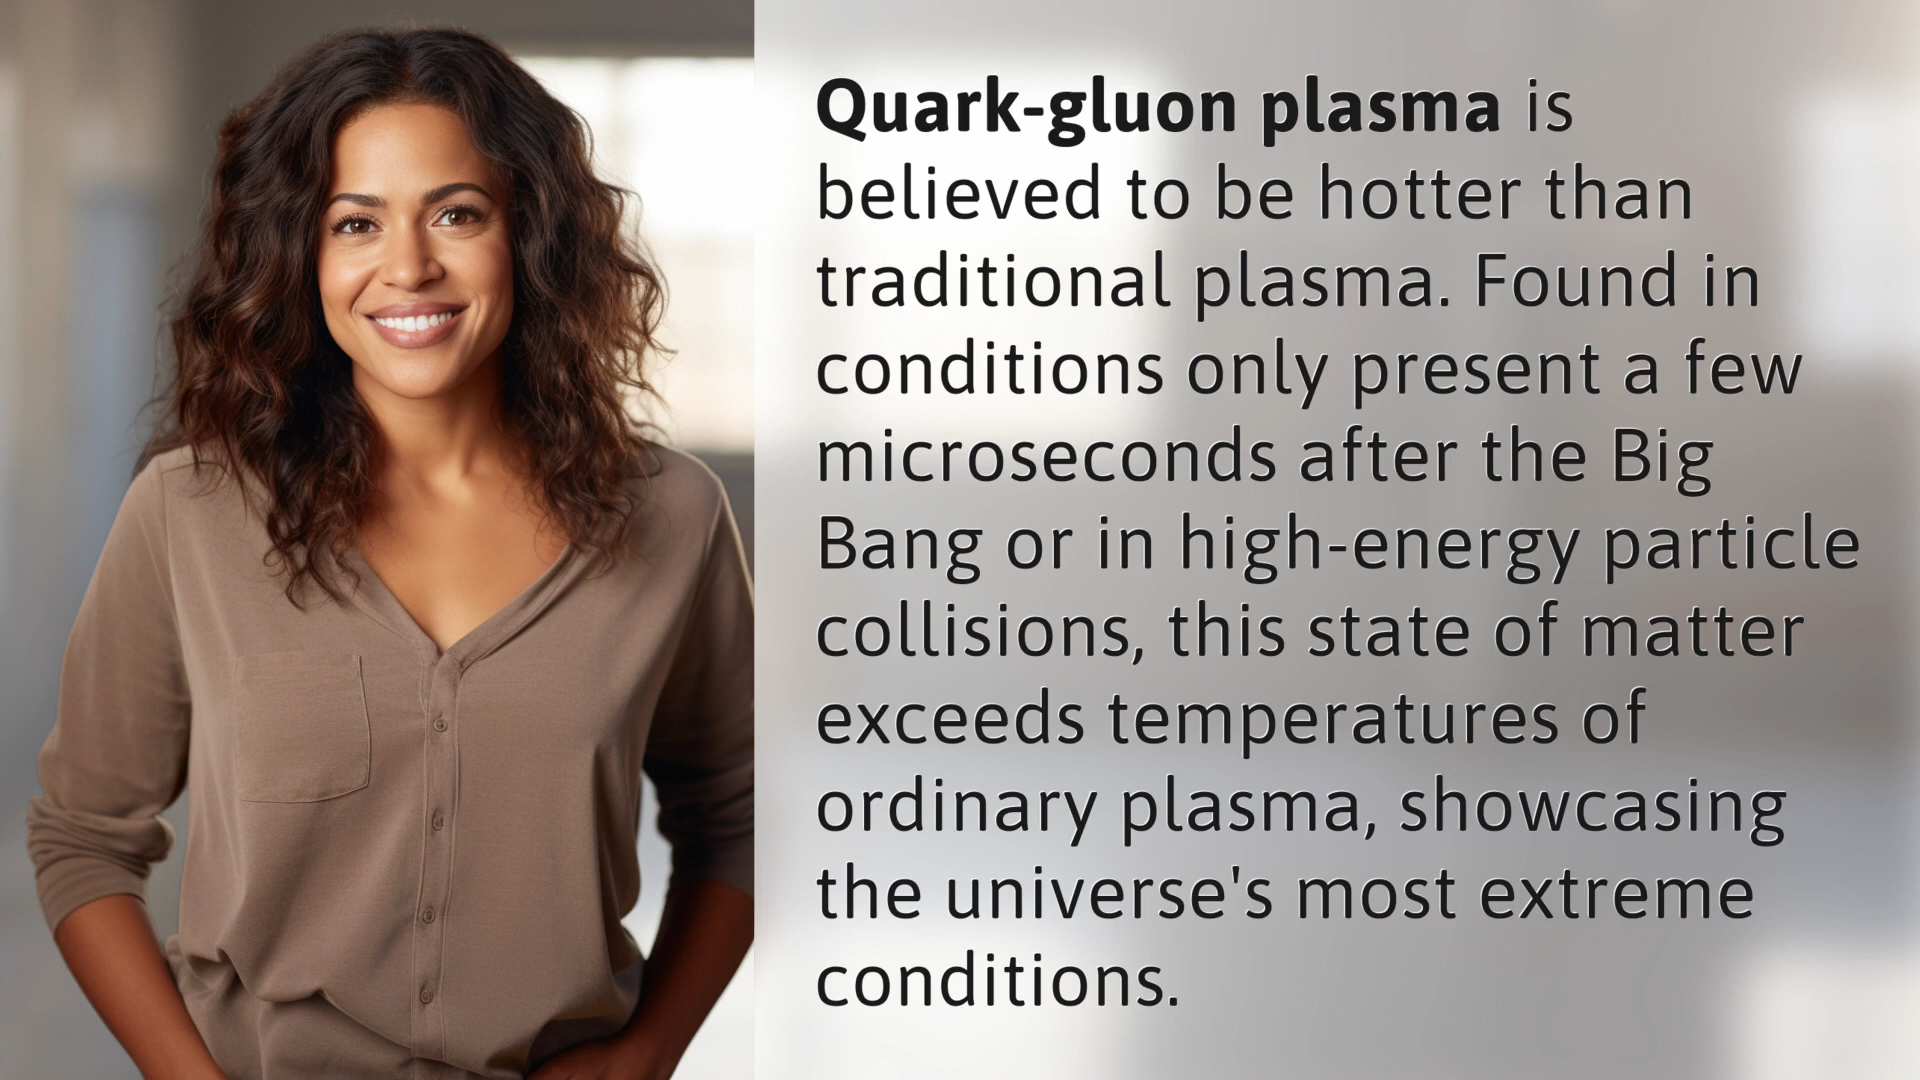 Quark-gluon plasma is
believed to be hotter than
traditional plasma. Found in
conditions only present a few
microseconds after the Big
Bang or in high-energy particle
collisions, this state of matter
exceeds temperatures of
ordinary plasma, showcasing
the universe's most extreme
conditions.